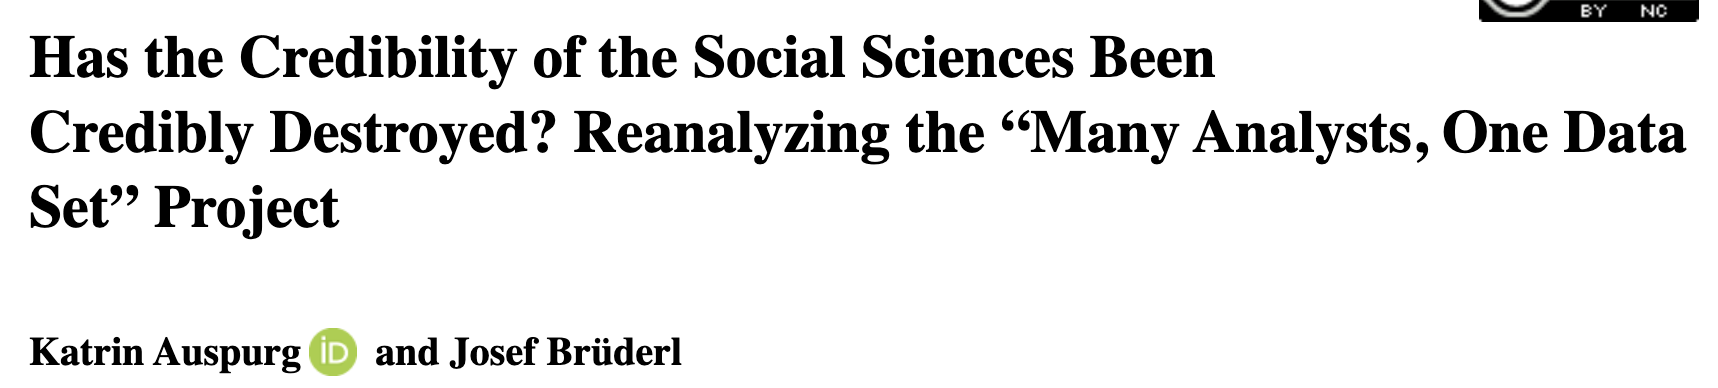 BY NC
Has the Credibility of the Social Sciences Been
Credibly Destroyed? Reanalyzing the “Many Analysts, One Data
Set” Project
Katrin Auspurg iD and Josef Brüderl